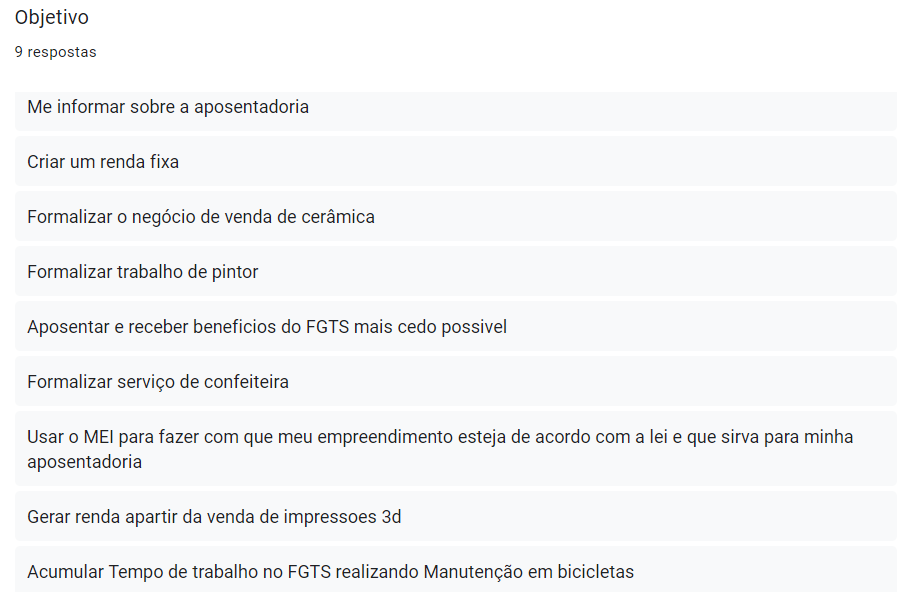 Objetivo
9 respostas
Me informar sobre a aposentadoria
Criar um renda fixa
Formalizar o negócio de venda de cerâmica
Formalizar trabalho de pintor
Aposentar e receber beneficios do FGTS mais cedo possivel
Formalizar serviço de confeiteira
Usar o MEI para fazer com que meu empreendimento esteja de acordo com a lei e que sirva para minha
aposentadoria
Gerar renda apartir da venda de impressoes 3d
Acumular Tempo de trabalho no FGTS realizando Manutenção em bicicletas